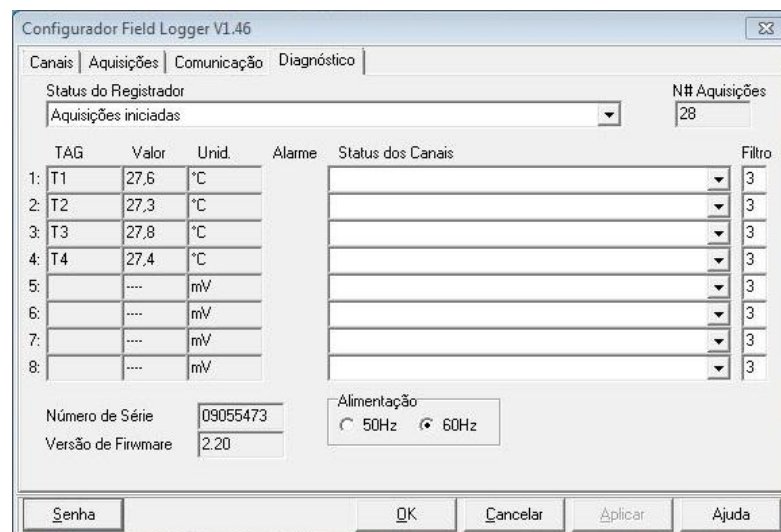 Configurador Field Logger V1.46
Canais Aquisições Comunicação Diagnóstico
Status do Registrador N# Aquisições
Aquisições iniciadas 28
TAG Valor Unid. Alarme Status dos Canais Filtro
1: T1 27,6 °C 3
2: T2 27,3 °C 3
3: T3 27,8 °C 3
4: T4 27,4 °C 3
5: ---- mV 3
6: ---- mV 3
7: ---- mV 3
8: ---- mV 3
Número de Série 09055473
Versão de Firwmare 2.20
Alimentação
50Hz 60Hz
Senha OK Cancelar Aplicar Ajuda